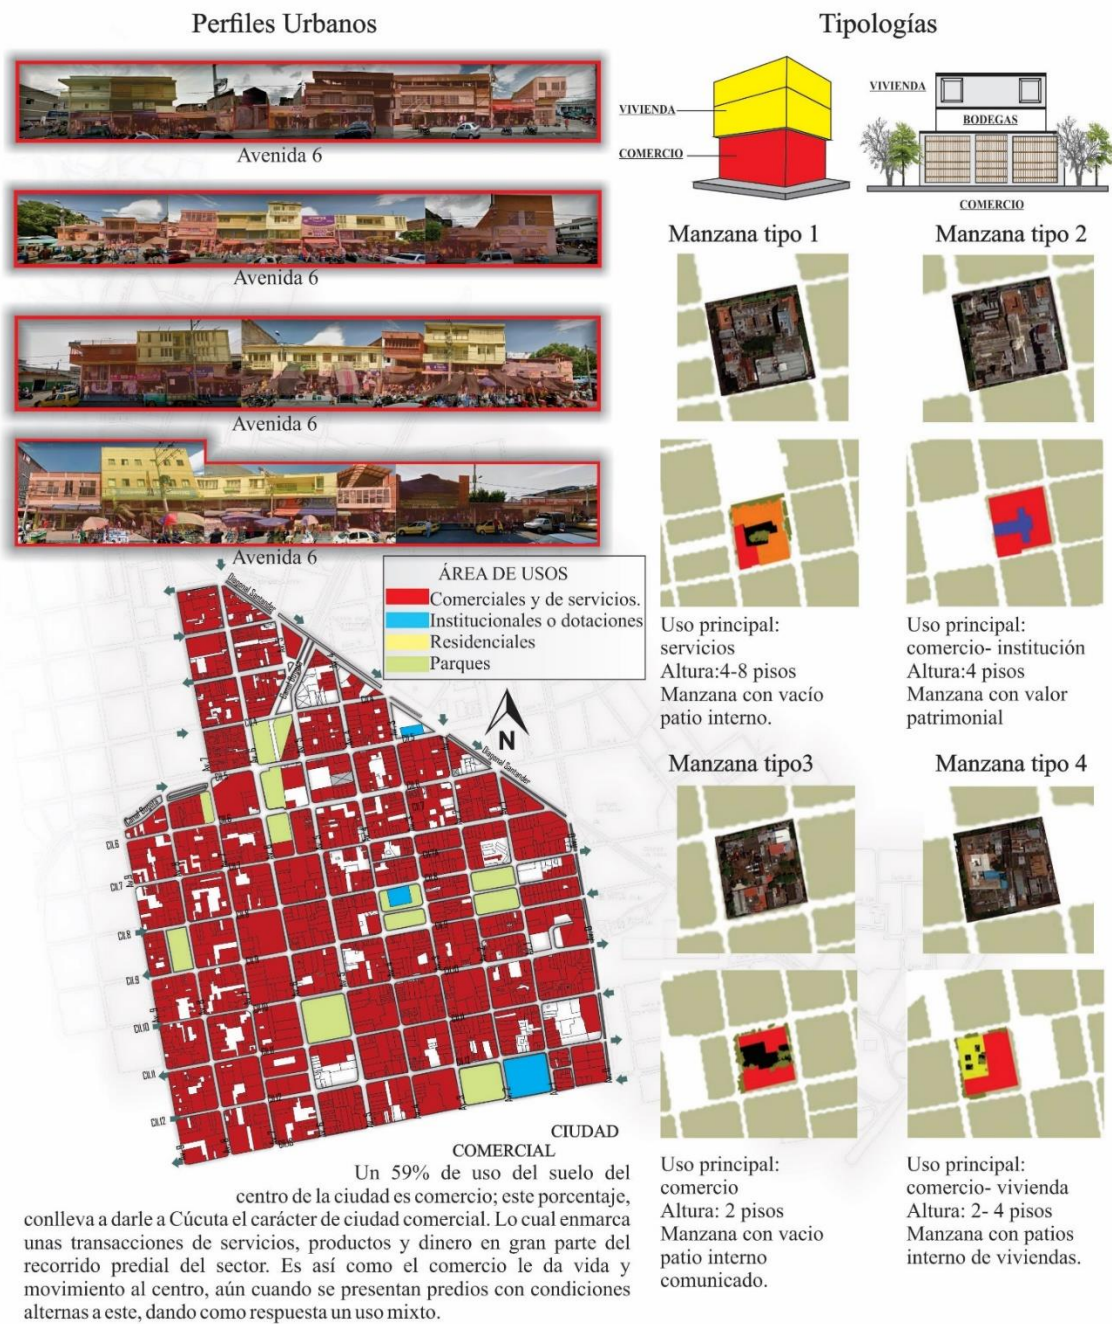 Perfiles Urbanos
Avenida 6
Avenida 6
Avenida 6
Avenida 6
Tipologías
VIVIENDA
COMERCIO
VIVIENDA
BODEGAS
COMERCIO
Manzana tipo 1
Uso principal:
servicios
Altura:4-8 pisos
Manzana con vacío
patio interno.
Manzana tipo 2
Uso principal:
comercio- institución
Altura:4 pisos
Manzana con valor
patrimonial
Manzana tipo3
Uso principal:
comercio
Altura: 2 pisos
Manzana con vacio
patio interno
comunicado.
Manzana tipo 4
Uso principal:
comercio- vivienda
Altura: 2- 4 pisos
Manzana con patios
interno de viviendas.
ÁREA DE USOS
Comerciales y de servicios.
Institucionales o dotaciones
Residenciales
Parques
N
Diagonal Santander
Diagonal Santander
Canal Bogotá
Canal Bogotá
Cll.6
Cll.7
Cll.8
Cll.9
Cll.10
Cll.11
Cll.12
CIUDAD
COMERCIAL
Un 59% de uso del suelo del
centro de la ciudad es comercio; este porcentaje,
conlleva a darle a Cúcuta el carácter de ciudad comercial. Lo cual enmarca
unas transacciones de servicios, productos y dinero en gran parte del
recorrido predial del sector. Es así como el comercio le da vida y
movimiento al centro, aún cuando se presentan predios con condiciones
alternas a este, dando como respuesta un uso mixto.